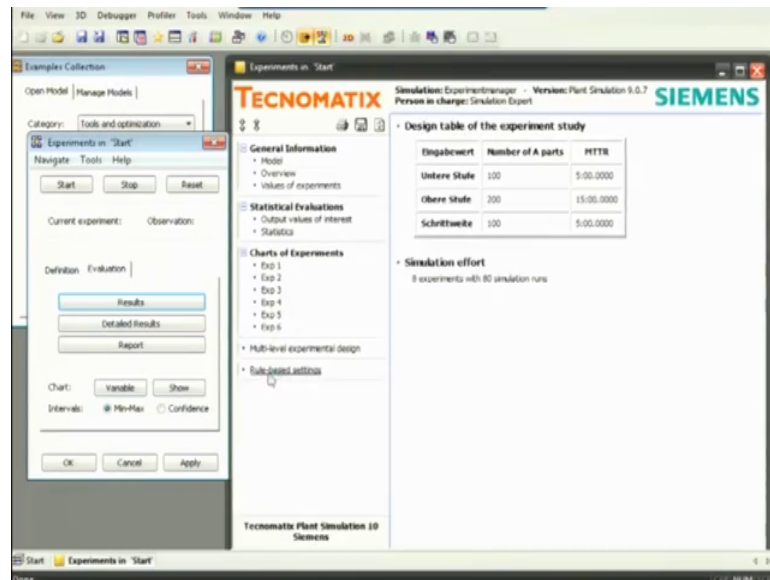 File View 3D Debugger Profiler Tools Window Help
Examples Collection
Open Model Manage Models
Category: Tools and optimization
Experiments in "Start"
Navigate Tools Help
Start Stop Reset
Current experiment: Observation:
Definition Evaluation
Results
Detailed Results
Report
Chart: Variable Show
Intervals: Min-Max Confidence
OK Cancel Apply
Experiments in 'Start'
TECNOMATIX
Simulation: Experimentmanager - Version: Plant Simulation 9.0.7
Person in charge: Simulation Expert
SIEMENS
General Information
Model
Overview
Values of experiments
Statistical Evaluations
Output values of interest
Statistics
Charts of Experiments
Exp 1
Exp 2
Exp 3
Exp 4
Exp 5
Exp 6
Multi-level experimental design
Rule-based settings
Tecnomatix Plant Simulation 10
Siemens
Design table of the experiment study
Eingabewert Number of A parts MTTR
Untere Stufe 100 5:00.0000
Obere Stufe 200 15:00.0000
Schrittweite 100 5:00.0000
Simulation effort
8 experiments with 80 simulation runs
Start Experiments in 'Start'